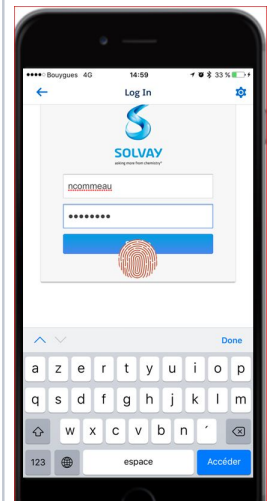 Bouygues 4G 14:59 33 %
Log In
SOLVAY
asking more from chemistry®
ncommeau
••••••••
Done
a z e r t y u i o p
q s d f g h j k l m
w x c v b n ´
123 espace Accéder